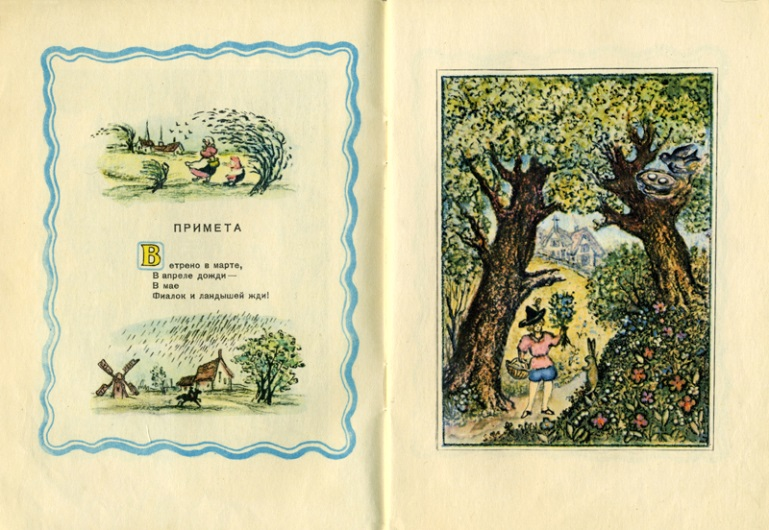 ПРИМЕТА
Ветрено в марте,
В апреле дожди—
В мае
Фиалок и ландышей жди!